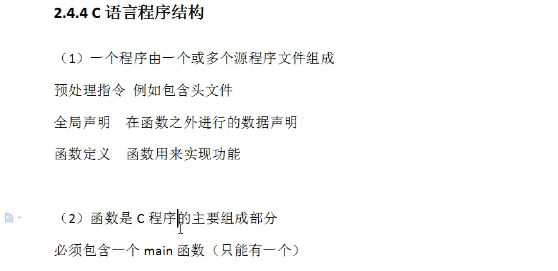 2.4.4 C 语言程序结构
（1）一个程序由一个或多个源程序文件组成
预处理指令 例如包含头文件
全局声明 在函数之外进行的数据声明
函数定义 函数用来实现功能
（2）函数是 C 程序的主要组成部分
必须包含一个 main 函数（只能有一个）